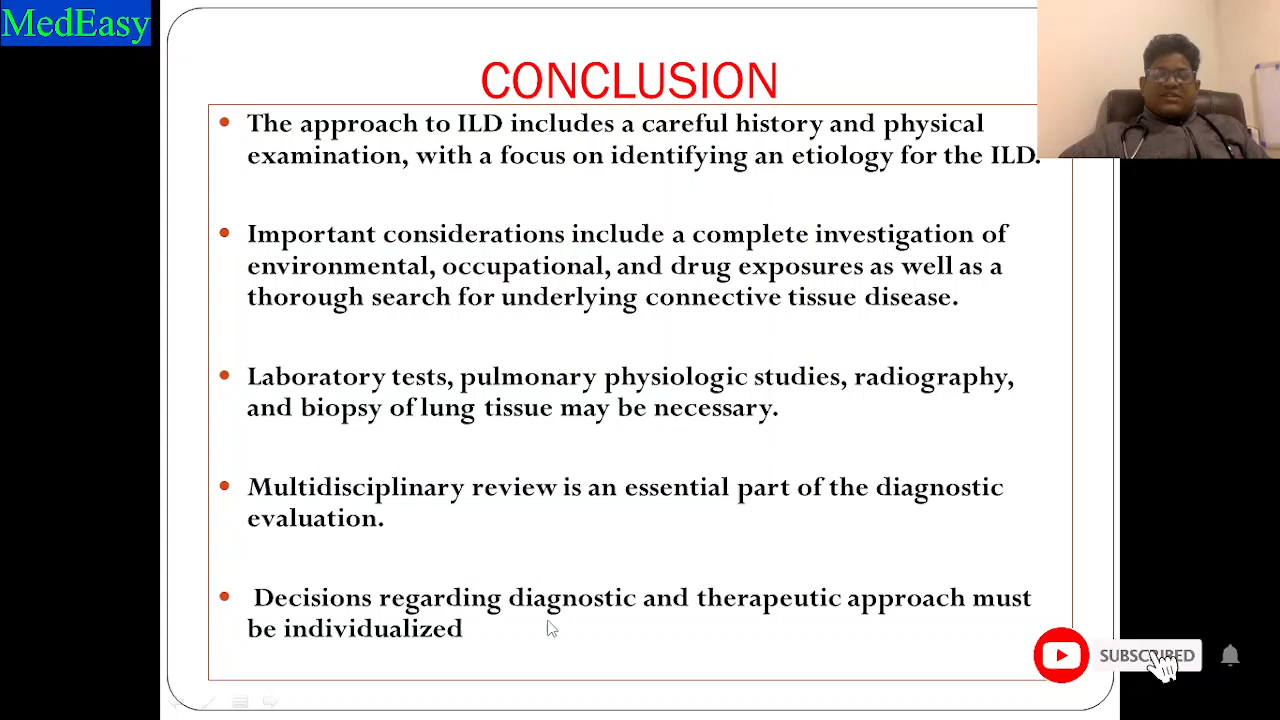 MedEasy
CONCLUSION
• The approach to ILD includes a careful history and physical
examination, with a focus on identifying an etiology for the ILD.
• Important considerations include a complete investigation of
environmental, occupational, and drug exposures as well as a
thorough search for underlying connective tissue disease.
• Laboratory tests, pulmonary physiologic studies, radiography,
and biopsy of lung tissue may be necessary.
• Multidisciplinary review is an essential part of the diagnostic
evaluation.
• Decisions regarding diagnostic and therapeutic approach must
be individualized
SUBSCRIBED